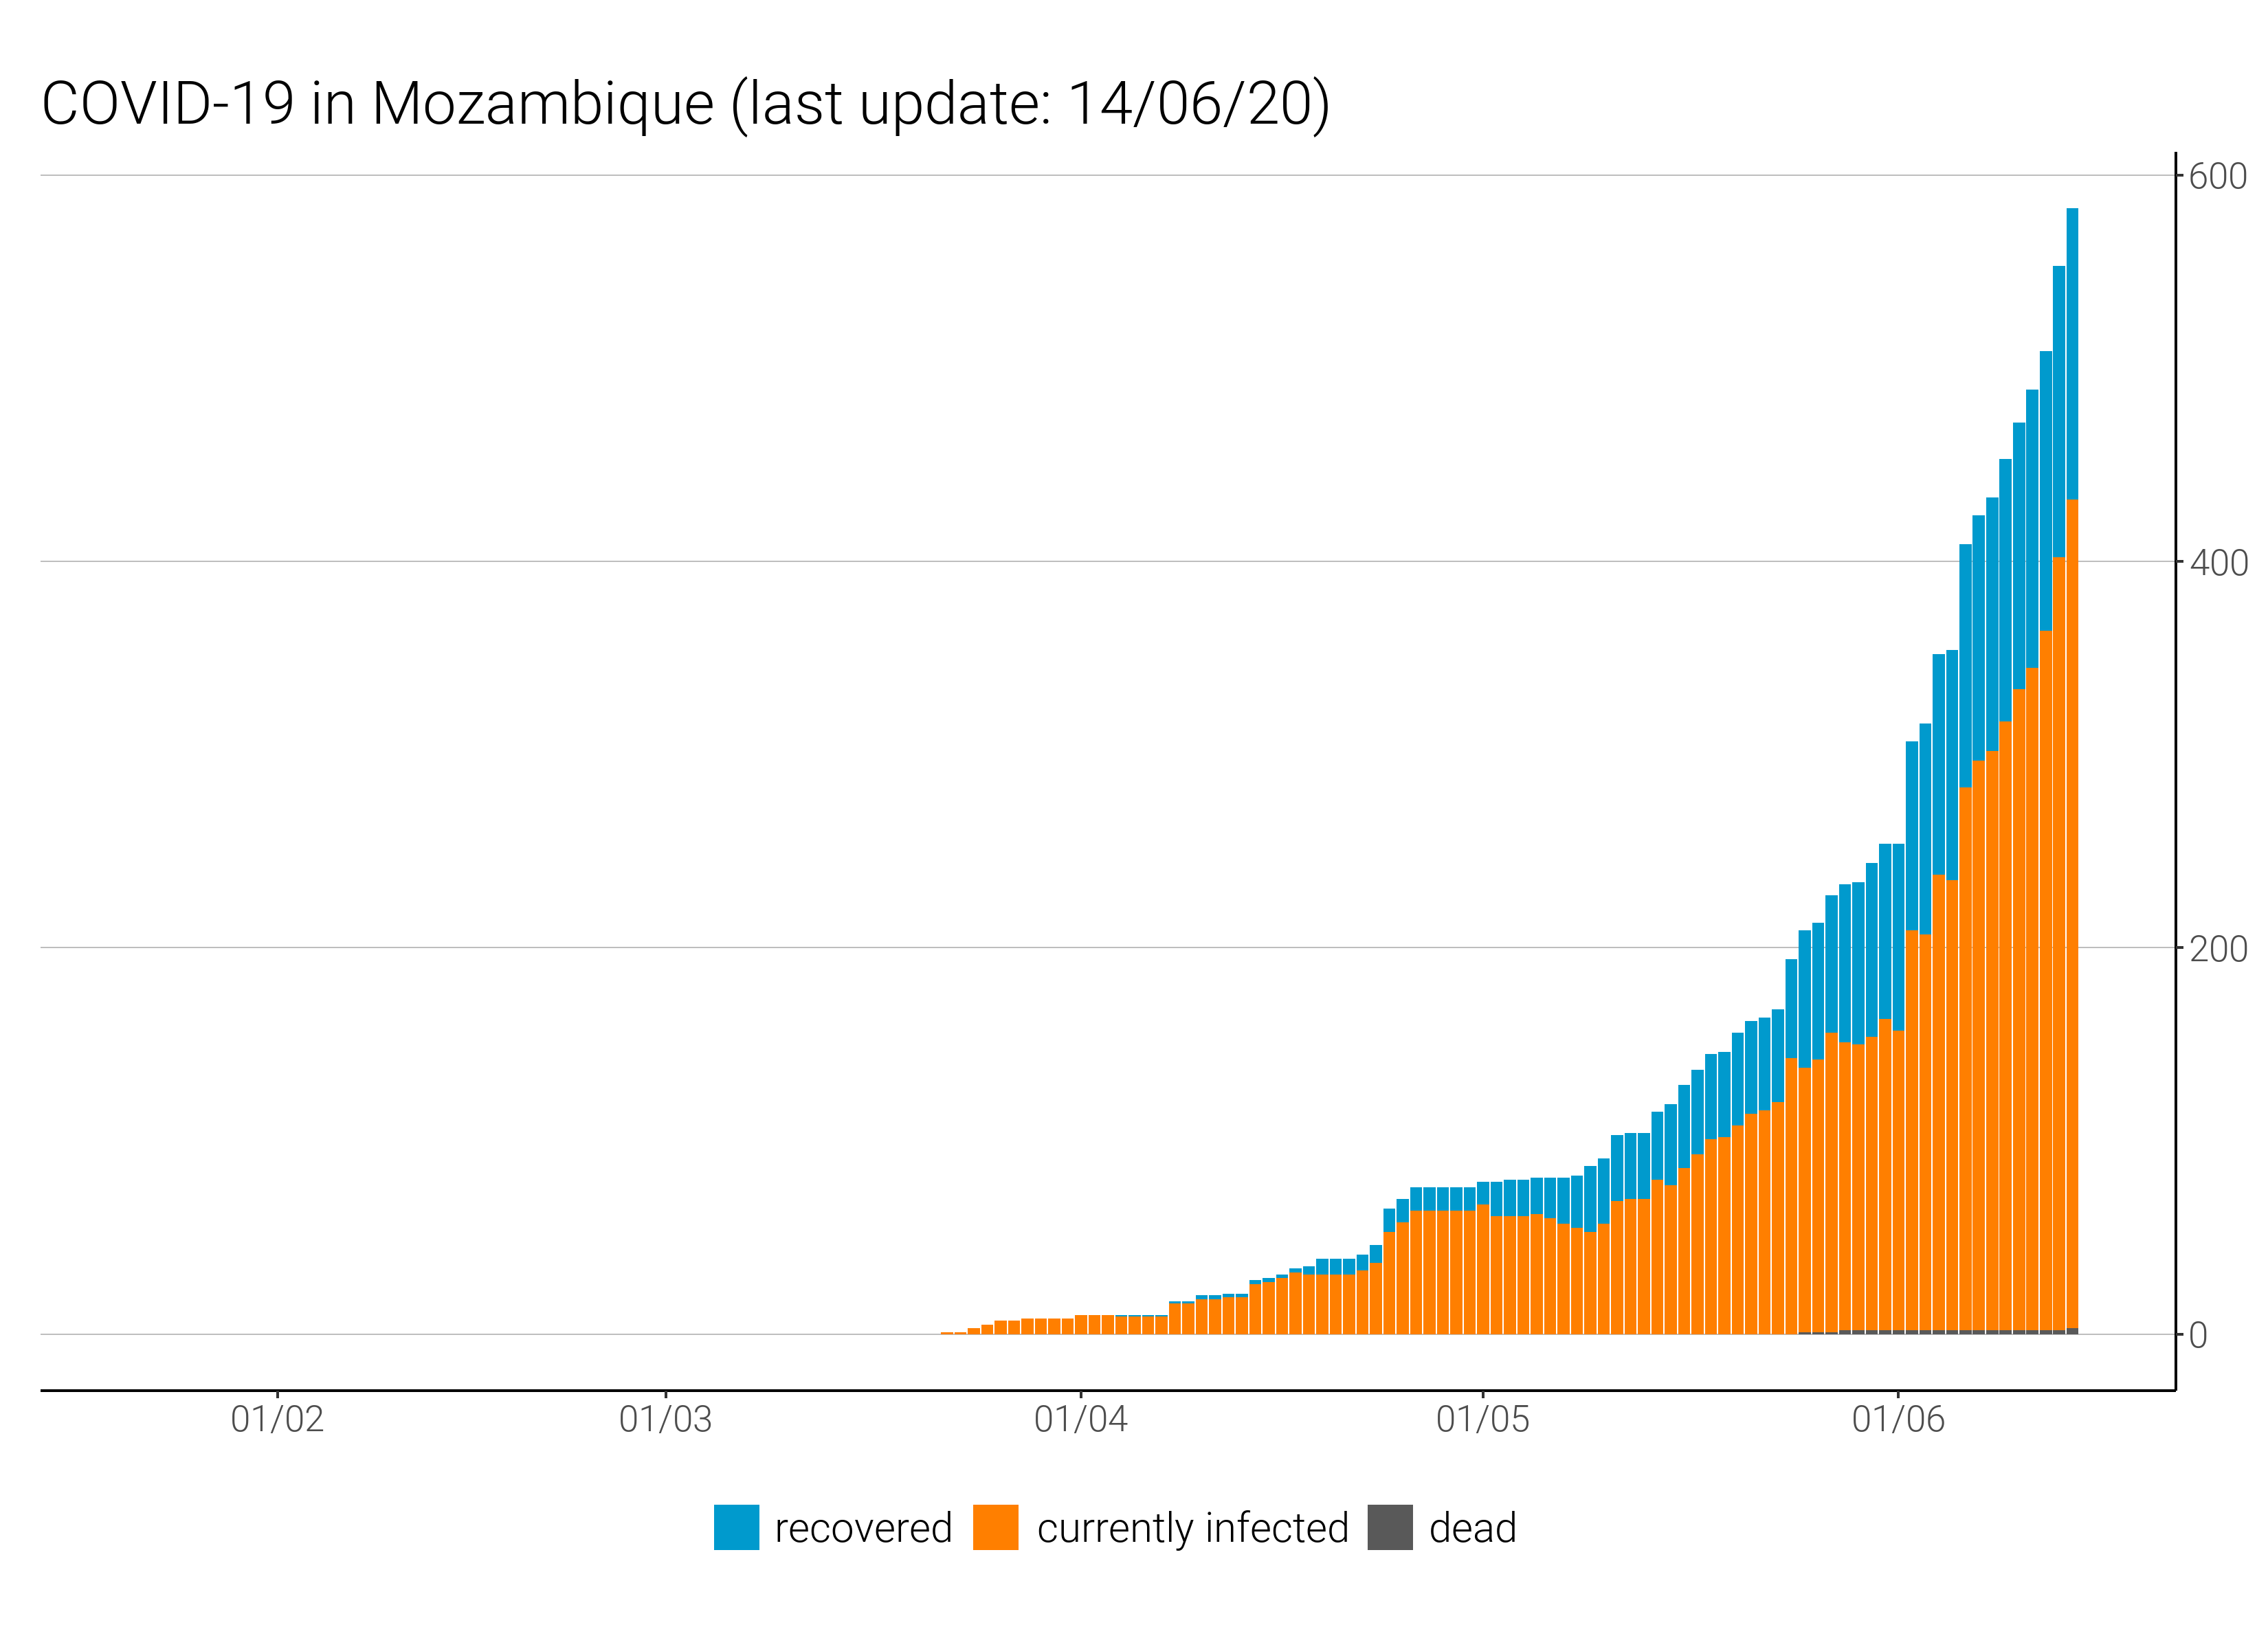 COVID-19 in Mozambique (last update: 14/06/20)
600
400
200
0
01/02 01/03 01/04 01/05 01/06
recovered currently infected dead